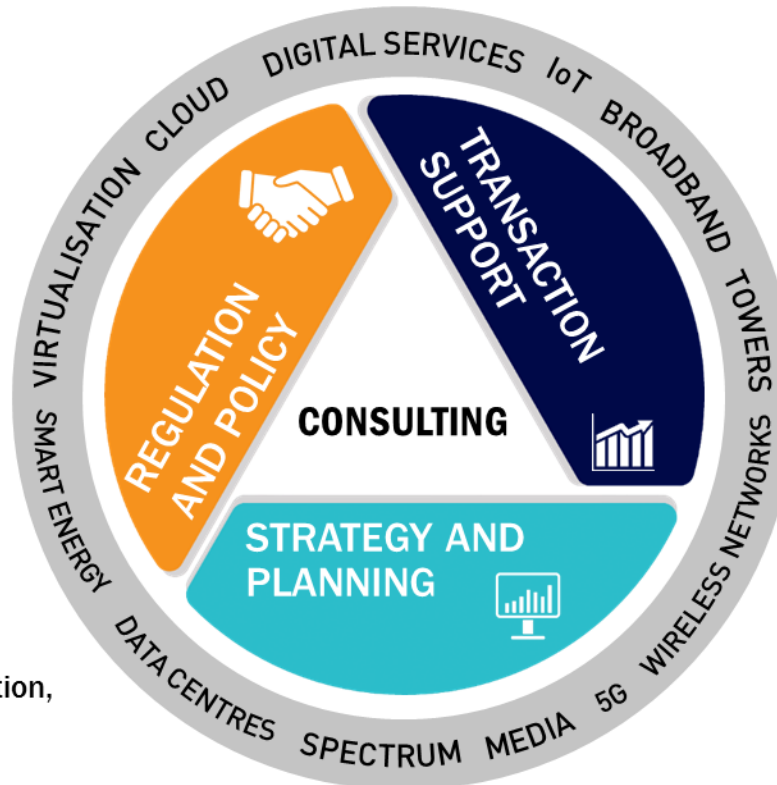 DIGITAL SERVICES
IoT
BROADBAND
TOWERS
WIRELESS NETWORKS
5G
MEDIA
SPECTRUM
DATA CENTRES
SMART ENERGY
VIRTUALISATION
CLOUD
TRANSACTION
SUPPORT
REGULATION
AND POLICY
CONSULTING
STRATEGY AND
PLANNING